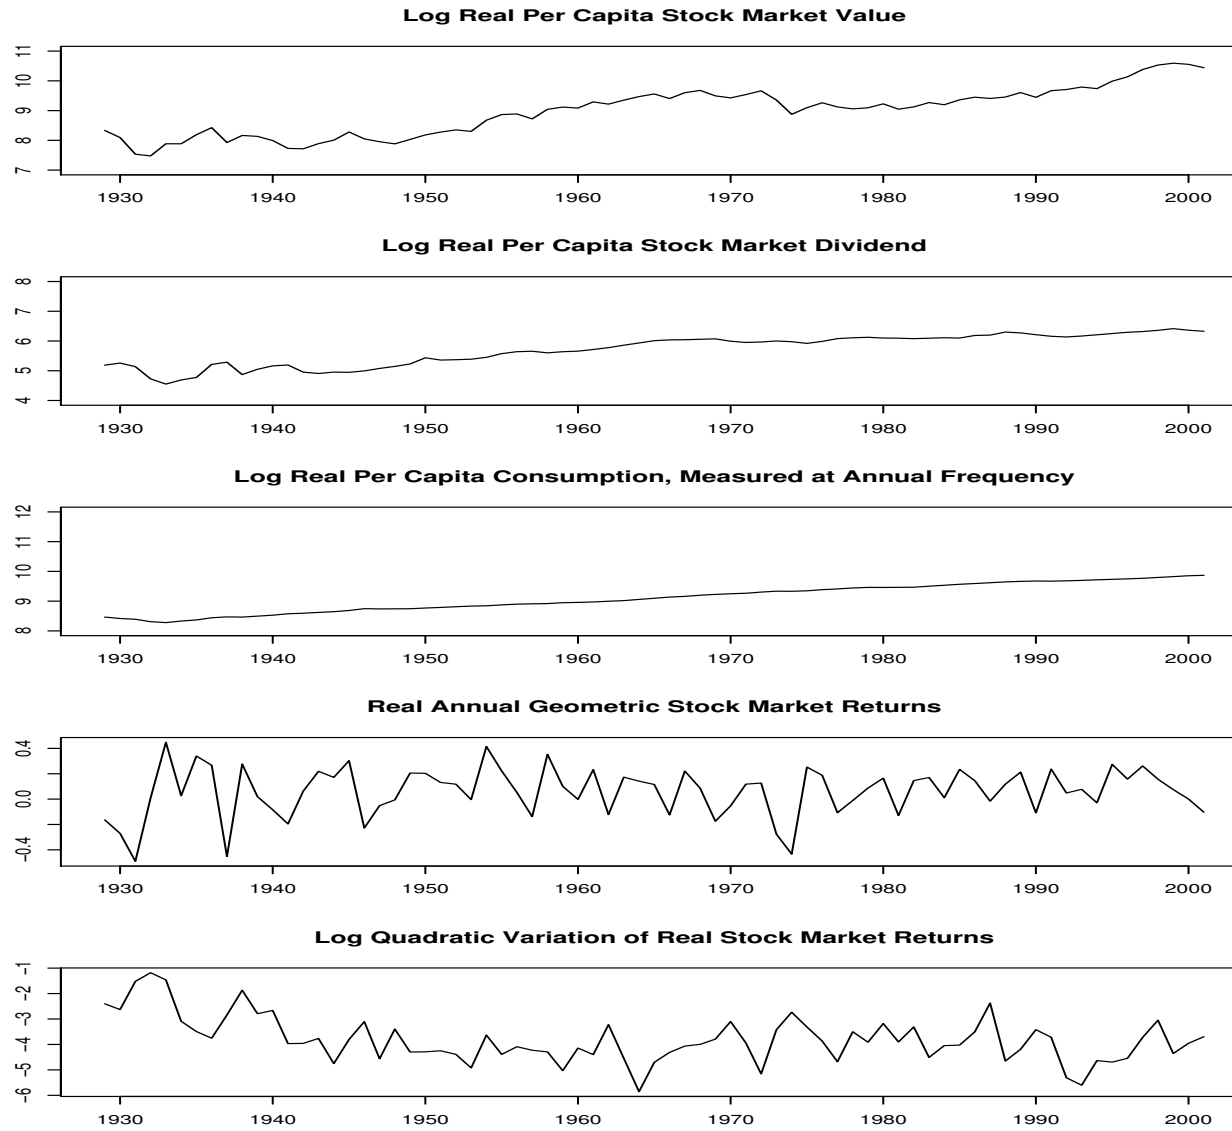 Log Real Per Capita Stock Market Value
11
10
9
8
7
1930 1940 1950 1960 1970 1980 1990 2000
Log Real Per Capita Stock Market Dividend
8
7
6
5
4
1930 1940 1950 1960 1970 1980 1990 2000
Log Real Per Capita Consumption, Measured at Annual Frequency
12
11
10
9
8
1930 1940 1950 1960 1970 1980 1990 2000
Real Annual Geometric Stock Market Returns
0.4
0.0
−0.4
1930 1940 1950 1960 1970 1980 1990 2000
Log Quadratic Variation of Real Stock Market Returns
−1
−2
−3
−4
−5
−6
1930 1940 1950 1960 1970 1980 1990 2000